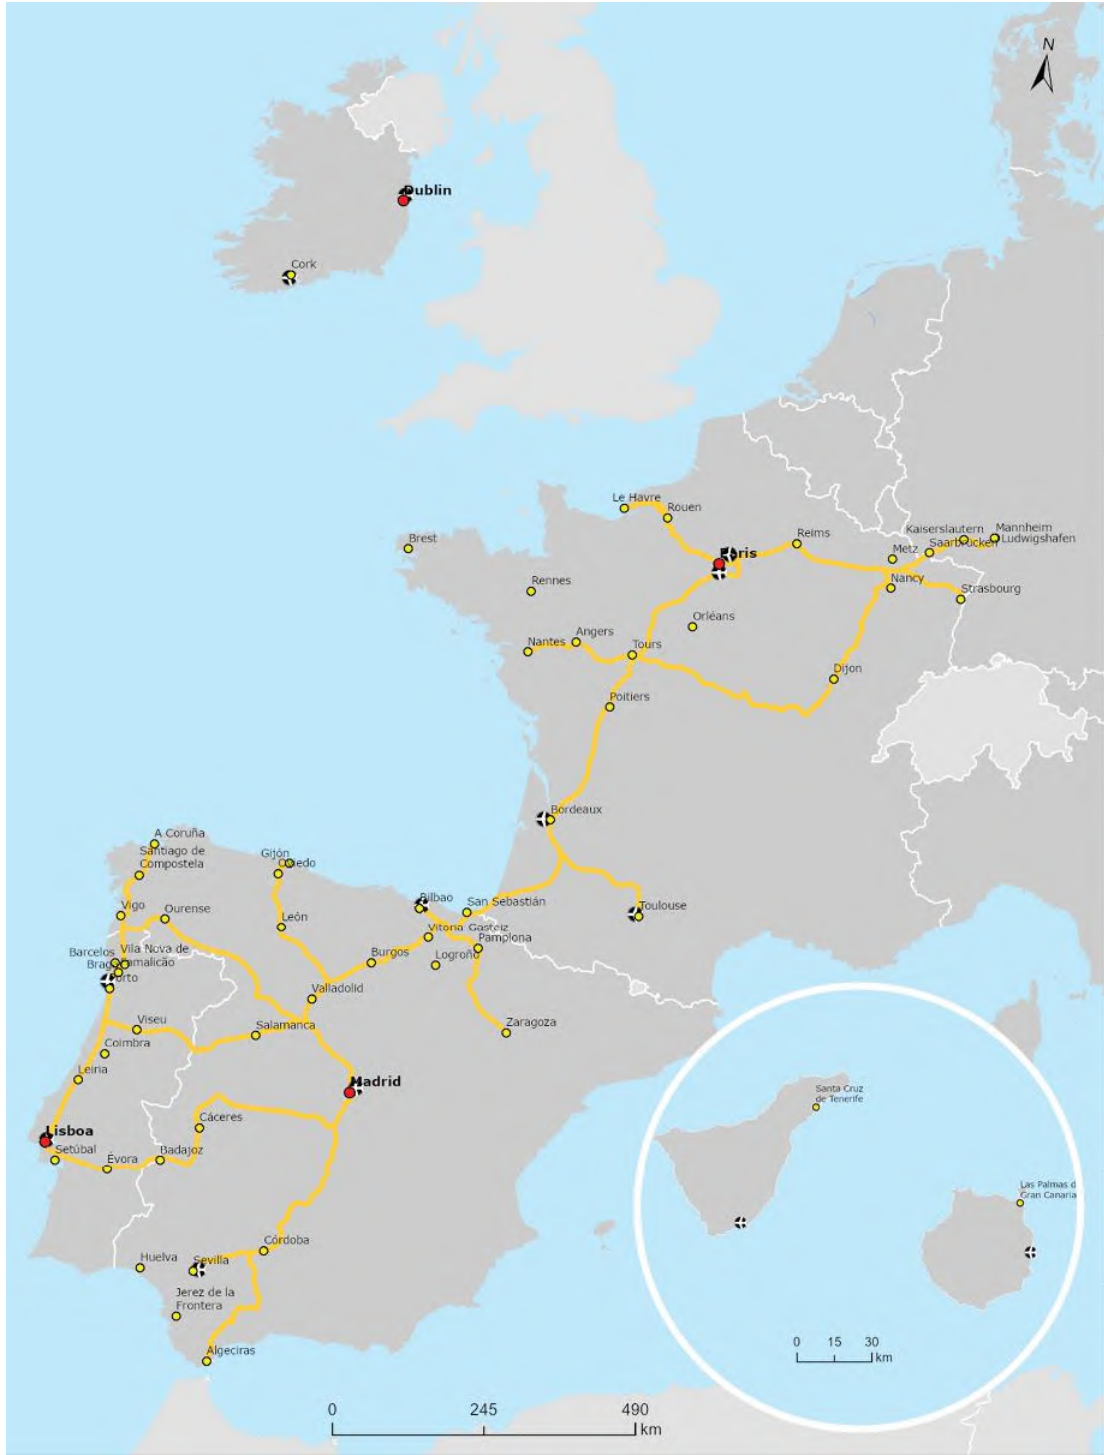 N
Dublin
Cork
Le Havre
Rouen
Brest
Paris
Reims
Kaiserslautern
Mannheim
Ludwigshafen
Saarbrücken
Metz
Rennes
Nancy
Strasbourg
Orléans
Angers
Nantes
Tours
Dijon
Poitiers
Bordeaux
A Coruña
Santiago de
Compostela
Gijón
Oviedo
Bilbao
San Sebastián
Toulouse
Vigo
Ourense
León
Vitoria-Gasteiz
Pamplona
Barcelos
Vila Nova de
Famalicão
Braga
Porto
Burgos
Logroño
Valladolid
Viseu
Salamanca
Zaragoza
Coimbra
Leiria
Madrid
Santa Cruz
de Tenerife
Lisboa
Cáceres
Setúbal
Évora
Badajoz
Las Palmas d
Gran Canaria
Huelva
Sevilla
Córdoba
Jerez de la
Frontera
Algeciras
0 15 30
km
0 245 490
km